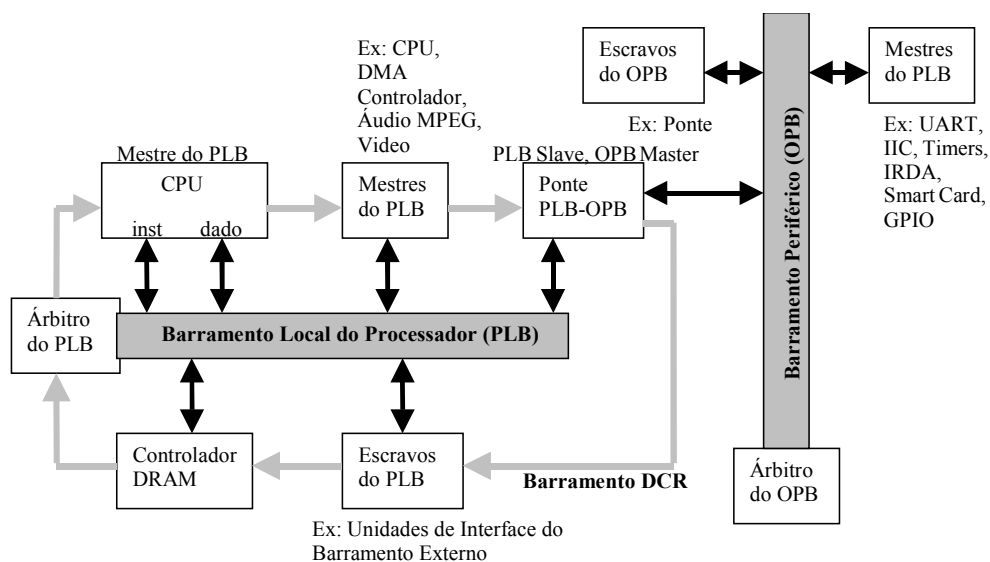 Ex: CPU,
DMA
Controlador,
Áudio MPEG,
Video
Escravos
do OPB
Mestres
do PLB
Ex: Ponte
Ex: UART,
IIC, Timers,
IRDA,
Smart Card,
GPIO
Mestre do PLB
CPU
inst dado
Mestres
do PLB
PLB Slave, OPB Master
Ponte
PLB-OPB
Barramento Periférico (OPB)
Árbitro
do PLB
Barramento Local do Processador (PLB)
Controlador
DRAM
Escravos
do PLB
Barramento DCR
Árbitro
do OPB
Ex: Unidades de Interface do
Barramento Externo